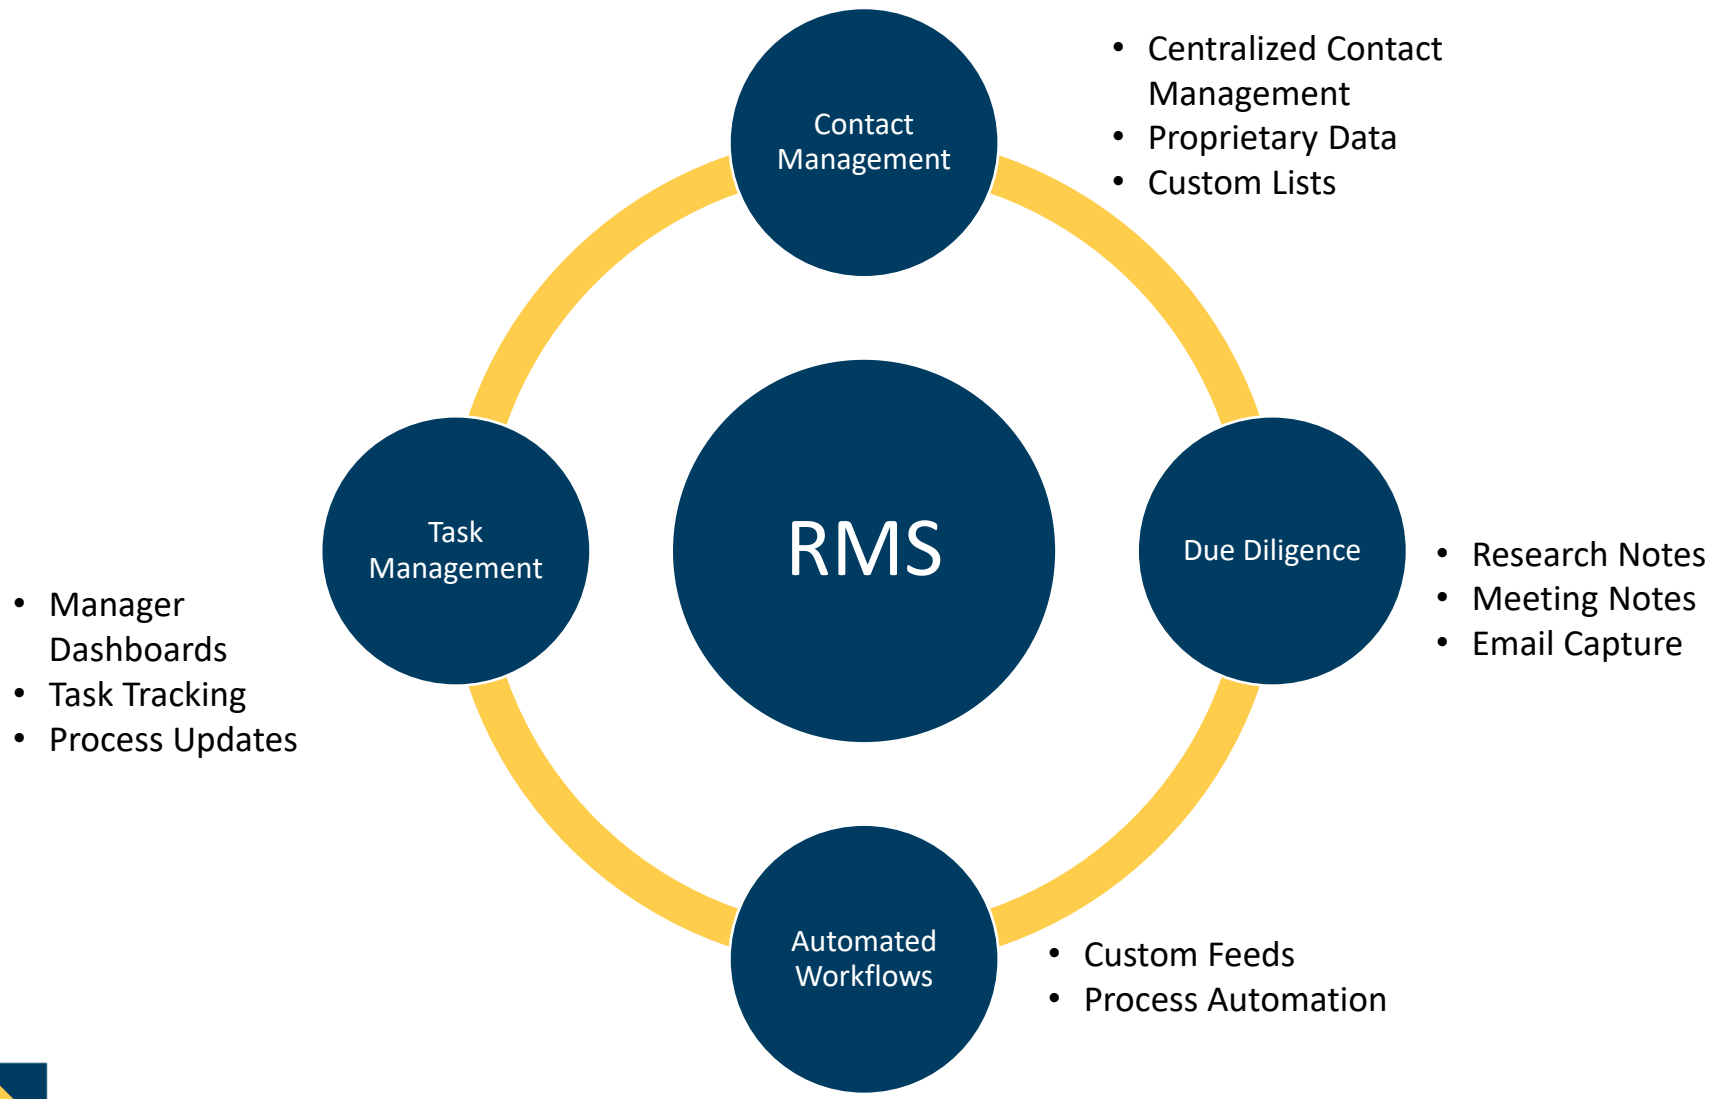 Contact
Management
• Centralized Contact
Management
• Proprietary Data
• Custom Lists
RMS
Due Diligence
• Research Notes
• Meeting Notes
• Email Capture
Automated
Workflows
• Custom Feeds
• Process Automation
Task
Management
• Manager
Dashboards
• Task Tracking
• Process Updates